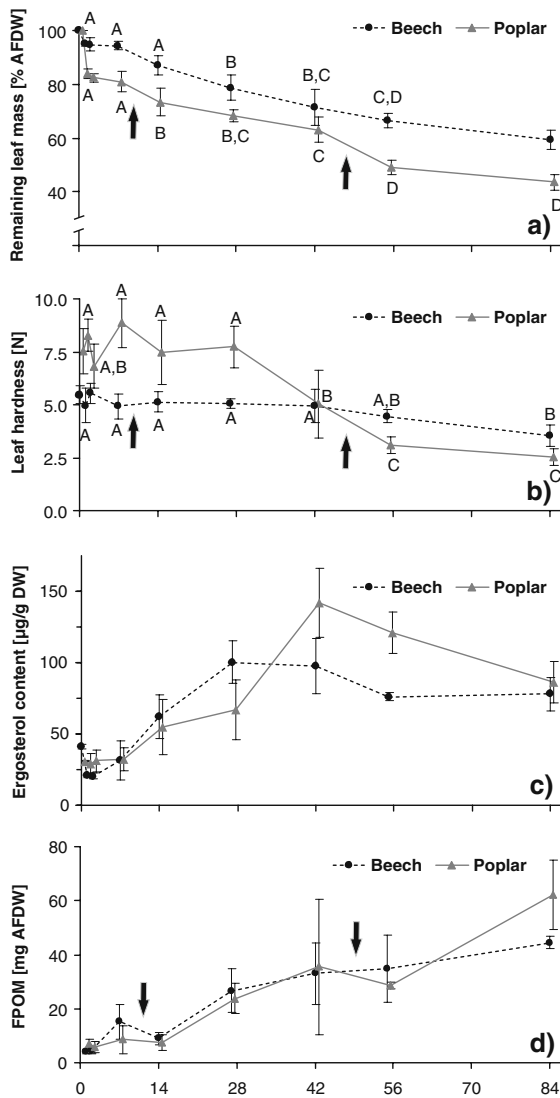 Remaining leaf mass [% AFDW]
100
80
60
40
Beech Poplar
A A A B B,C C,D
A A B B,C C D D
a)
Leaf hardness [N]
10.0
7.5
5.0
2.5
0.0
Beech Poplar
A A A A
A,B B A,B B
A A A A A C C
b)
Ergosterol content [µg/g DW]
150
100
50
0
Beech Poplar
c)
FPOM [mg AFDW]
80
60
40
20
0
Beech Poplar
d)
0 14 28 42 56 70 84